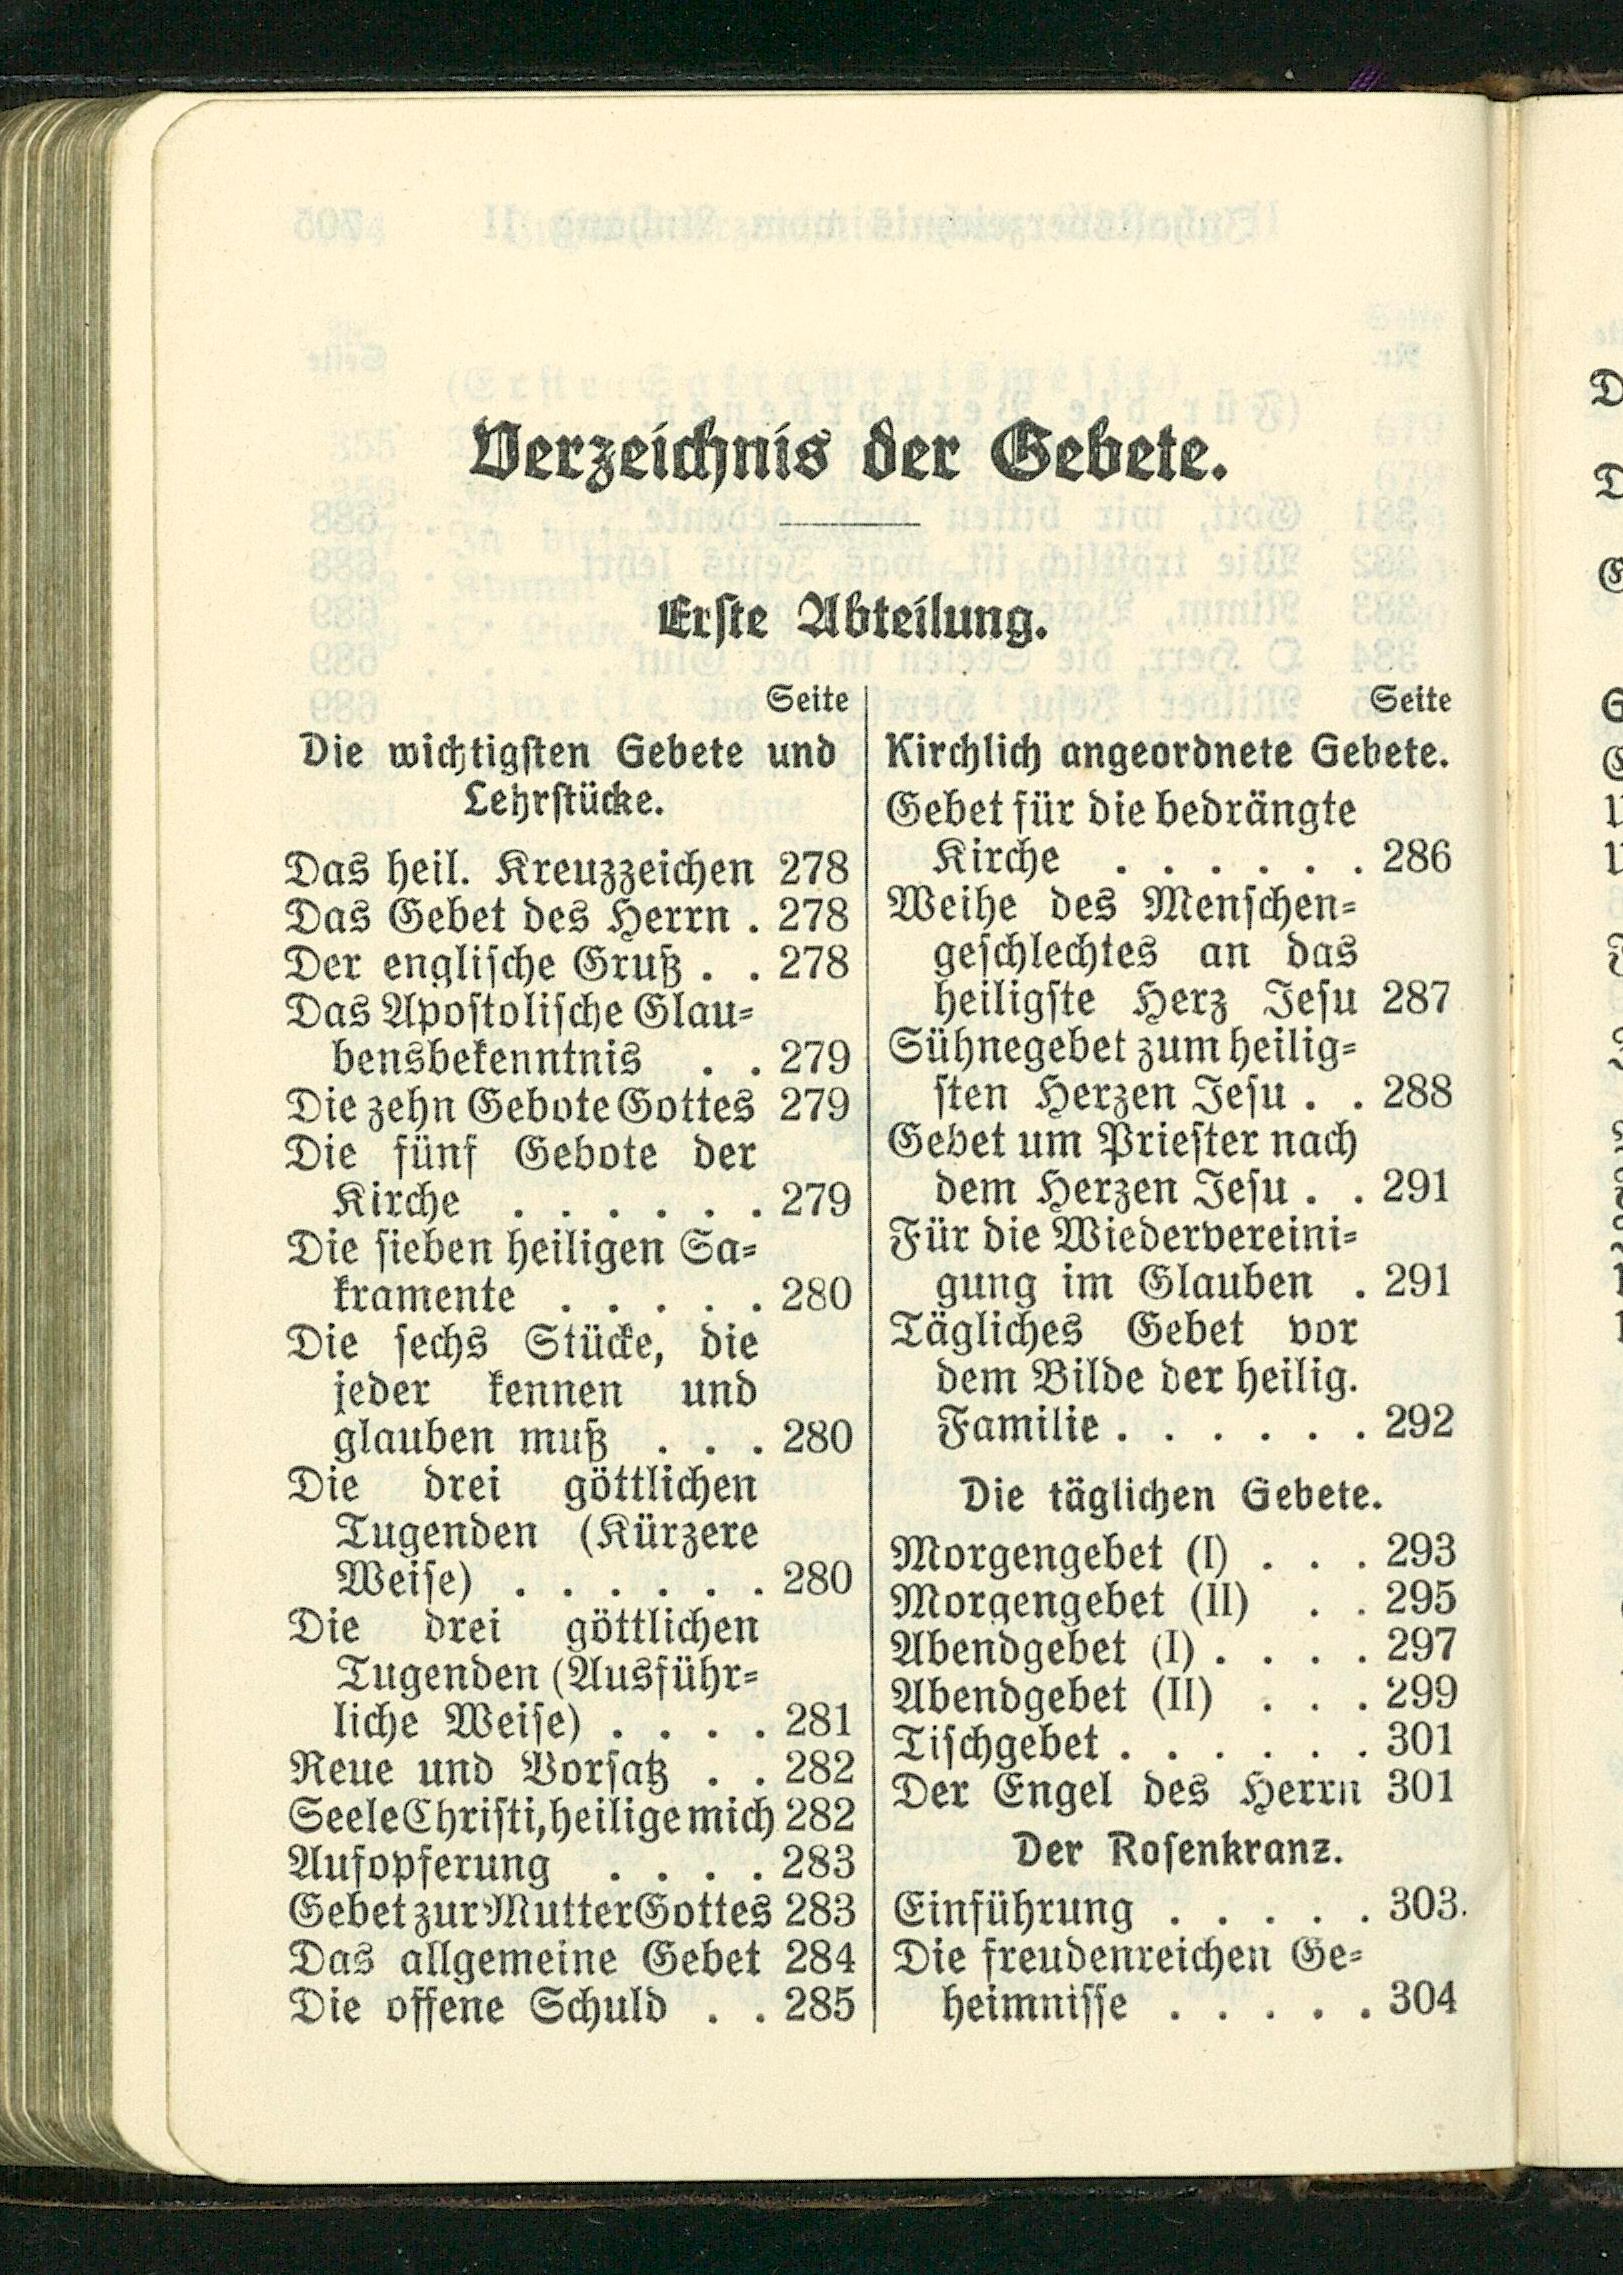 Verzeichnis der Gebete.
Erste Abteilung.
Seite
Die wichtigsten Gebete und
Lehrstücke.
Das heil. Kreuzzeichen 278
Das Gebet des Herrn . 278
Der englische Gruß . . 278
Das Apostolische Glau-
bensbekenntnis . . 279
Die zehn Gebote Gottes 279
Die fünf Gebote der
Kirche . . . . . . 279
Die sieben heiligen Sa-
kramente . . . . . 280
Die sechs Stücke, die
jeder kennen und
glauben muß . . . 280
Die drei göttlichen
Tugenden (Kürzere
Weise) . . . . . . 280
Die drei göttlichen
Tugenden (Ausführ-
liche Weise) . . . . 281
Reue und Vorsatz . . 282
Seele Christi, heilige mich 282
Aufopferung . . . . 283
Gebet zur Mutter Gottes 283
Das allgemeine Gebet 284
Die offene Schuld . . 285
Seite
Kirchlich angeordnete Gebete.
Gebet für die bedrängte
Kirche . . . . . . 286
Weihe des Menschen-
geschlechtes an das
heiligste Herz Jesu 287
Sühnegebet zum heilig-
sten Herzen Jesu . . 288
Gebet um Priester nach
dem Herzen Jesu . . 291
Für die Wiedervereini-
gung im Glauben . 291
Tägliches Gebet vor
dem Bilde der heilig.
Familie . . . . . . 292
Die täglichen Gebete.
Morgengebet (I) . . . 293
Morgengebet (II) . . 295
Abendgebet (I) . . . . 297
Abendgebet (II) . . . 299
Tischgebet . . . . . . 301
Der Engel des Herrn 301
Der Rosenkranz.
Einführung . . . . . 303.
Die freudenreichen Ge-
heimnisse . . . . . 304